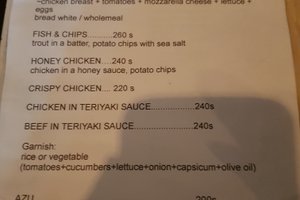 ~chicken breast + tomatoes + mozzarella cheese + lettuce +
eggs
bread white / wholemeal
FISH & CHIPS..........260 s
trout in a batter, potato chips with sea salt
HONEY CHICKEN....240 s
chicken in a honey sauce, potato chips
CRISPY CHICKEN.... 220 s
CHICKEN IN TERIYAKI SAUCE...............240s
BEEF IN TERIYAKI SAUCE......................240s
Garnish:
rice or vegetable
(tomatoes+cucumbers+lettuce+onion+capsicum+olive oil)